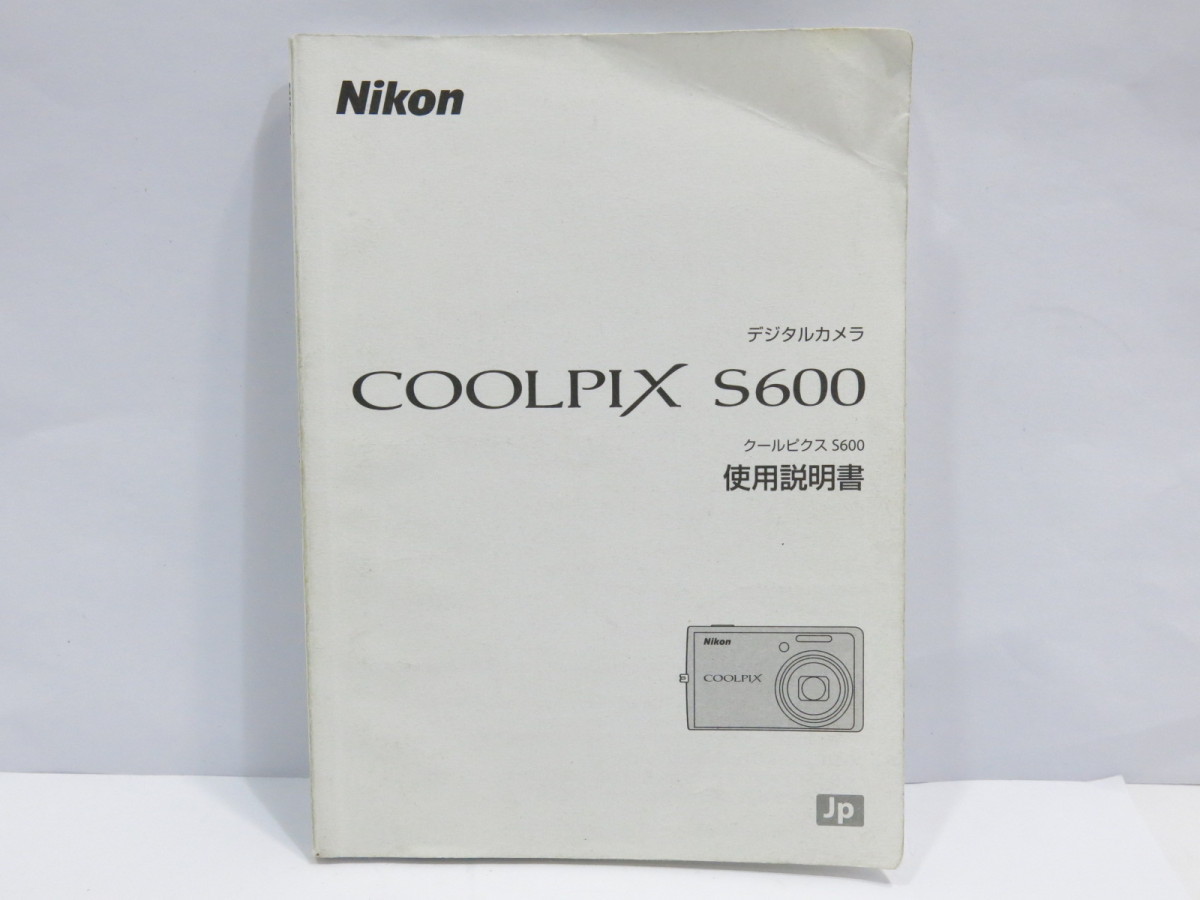 Nikon
デジタルカメラ
COOLPIX S600
クールピクス S600
使用説明書
Nikon
COOLPIX
Jp